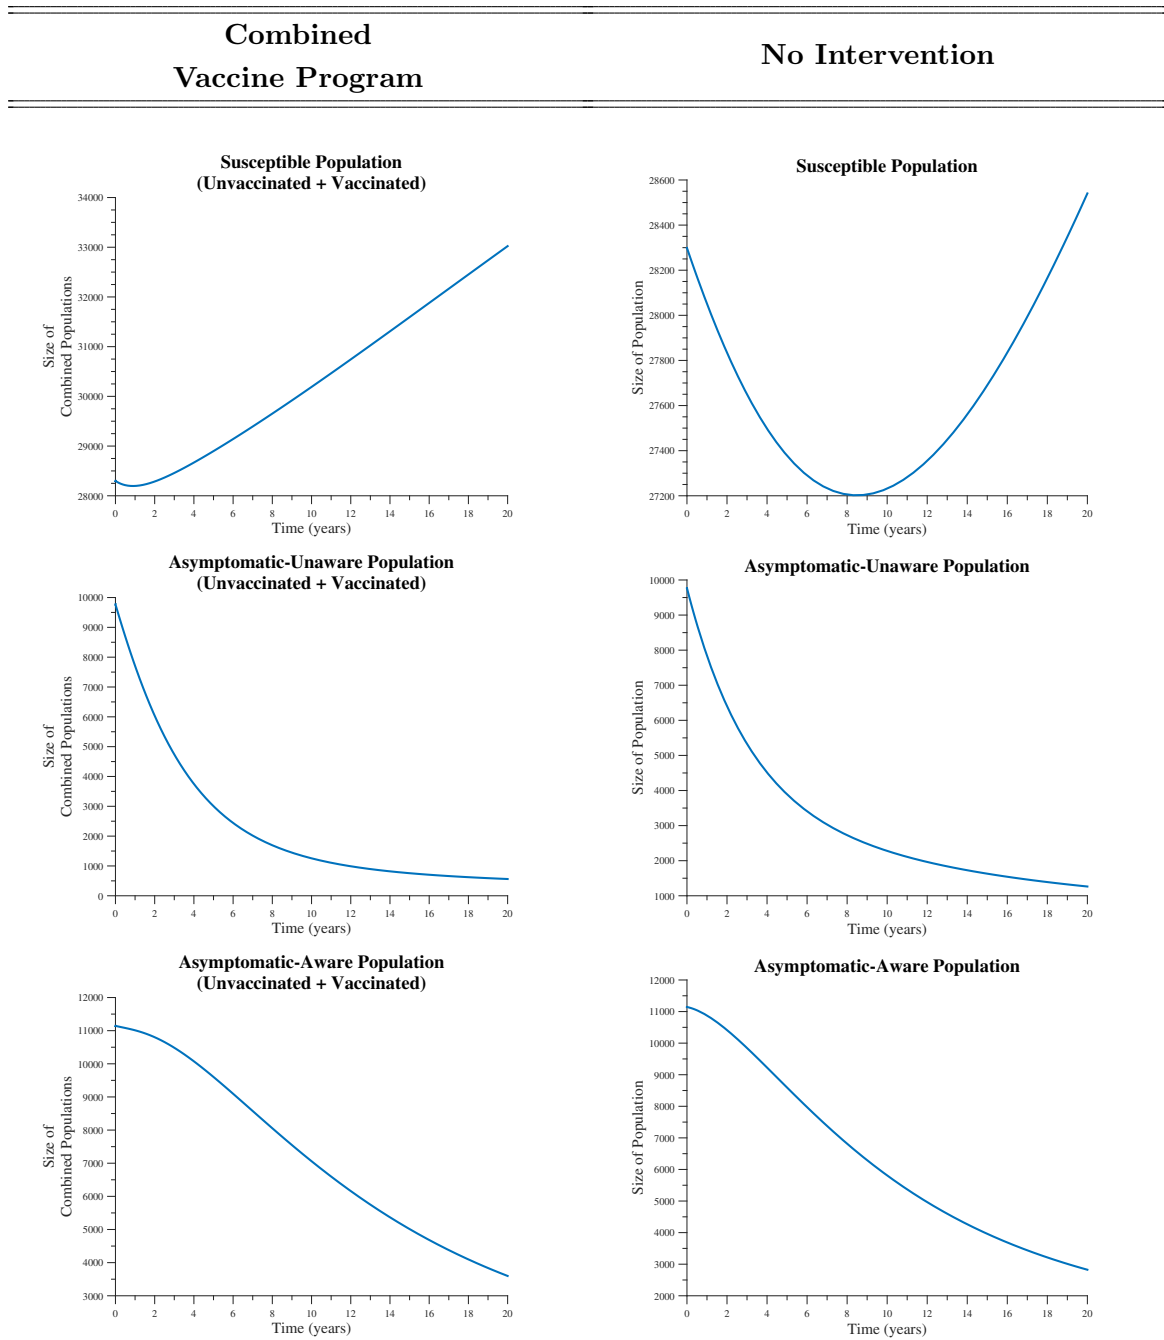 Combined
Vaccine Program
No Intervention
Susceptible Population
(Unvaccinated + Vaccinated)
34000
33000
32000
31000
30000
29000
28000
Size of
Combined Populations
0 2 4 6 8 10 12 14 16 18 20
Time (years)
Susceptible Population
28600
28400
28200
28000
27800
27600
27400
27200
Size of Population
0 2 4 6 8 10 12 14 16 18 20
Time (years)
Asymptomatic-Unaware Population
(Unvaccinated + Vaccinated)
10000
9000
8000
7000
6000
5000
4000
3000
2000
1000
0
Size of
Combined Populations
0 2 4 6 8 10 12 14 16 18 20
Time (years)
Asymptomatic-Unaware Population
10000
9000
8000
7000
6000
5000
4000
3000
2000
1000
Size of Population
0 2 4 6 8 10 12 14 16 18 20
Time (years)
Asymptomatic-Aware Population
(Unvaccinated + Vaccinated)
12000
11000
10000
9000
8000
7000
6000
5000
4000
3000
Size of
Combined Populations
0 2 4 6 8 10 12 14 16 18 20
Time (years)
Asymptomatic-Aware Population
12000
11000
10000
9000
8000
7000
6000
5000
4000
3000
2000
Size of Population
0 2 4 6 8 10 12 14 16 18 20
Time (years)